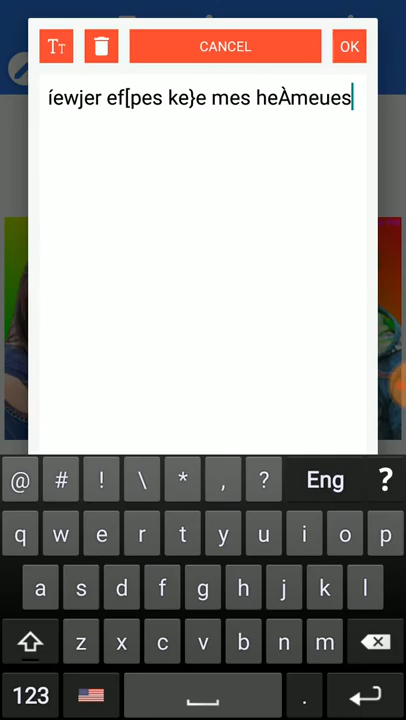 TT
CANCEL
OK
íewjer ef[pes ke}e mes heÀmeues
@ # ! \ * , ? Eng ?
q w e r t y u i o p
a s d f g h j k l
z x c v b n m
123 .